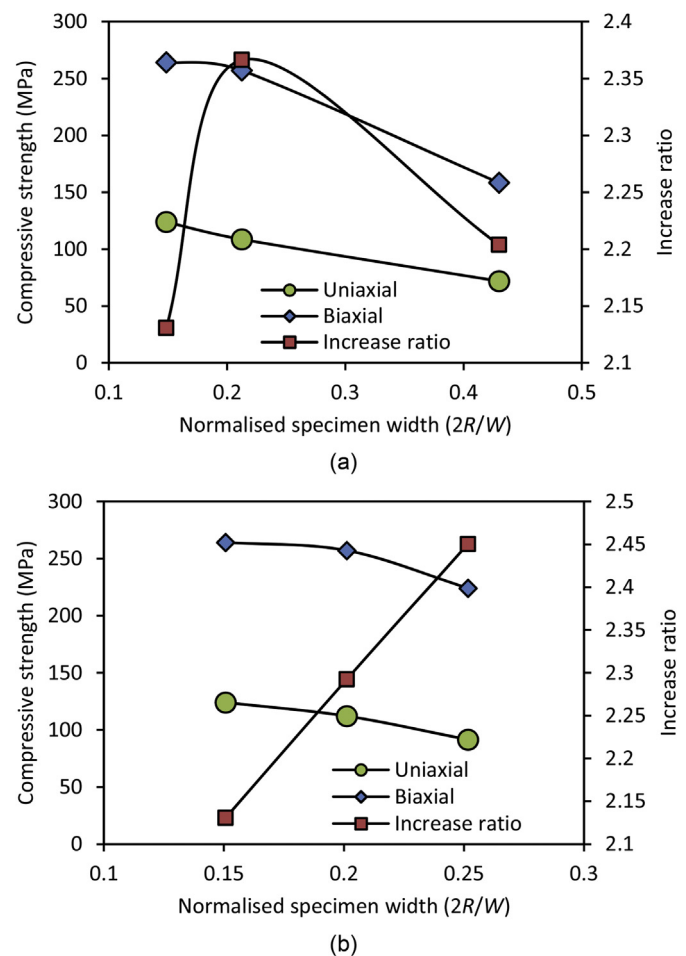 300
250
200
150
100
50
0
Compressive strength (MPa)
2.4
2.35
2.3
2.25
2.2
2.15
2.1
Increase ratio
Uniaxial
Biaxial
Increase ratio
0.1 0.2 0.3 0.4 0.5
Normalised specimen width (2R/W)
(a)
300
250
200
150
100
50
0
Compressive strength (MPa)
2.5
2.45
2.4
2.35
2.3
2.25
2.2
2.15
2.1
Increase ratio
Uniaxial
Biaxial
Increase ratio
0.1 0.15 0.2 0.25 0.3
Normalised specimen width (2R/W)
(b)